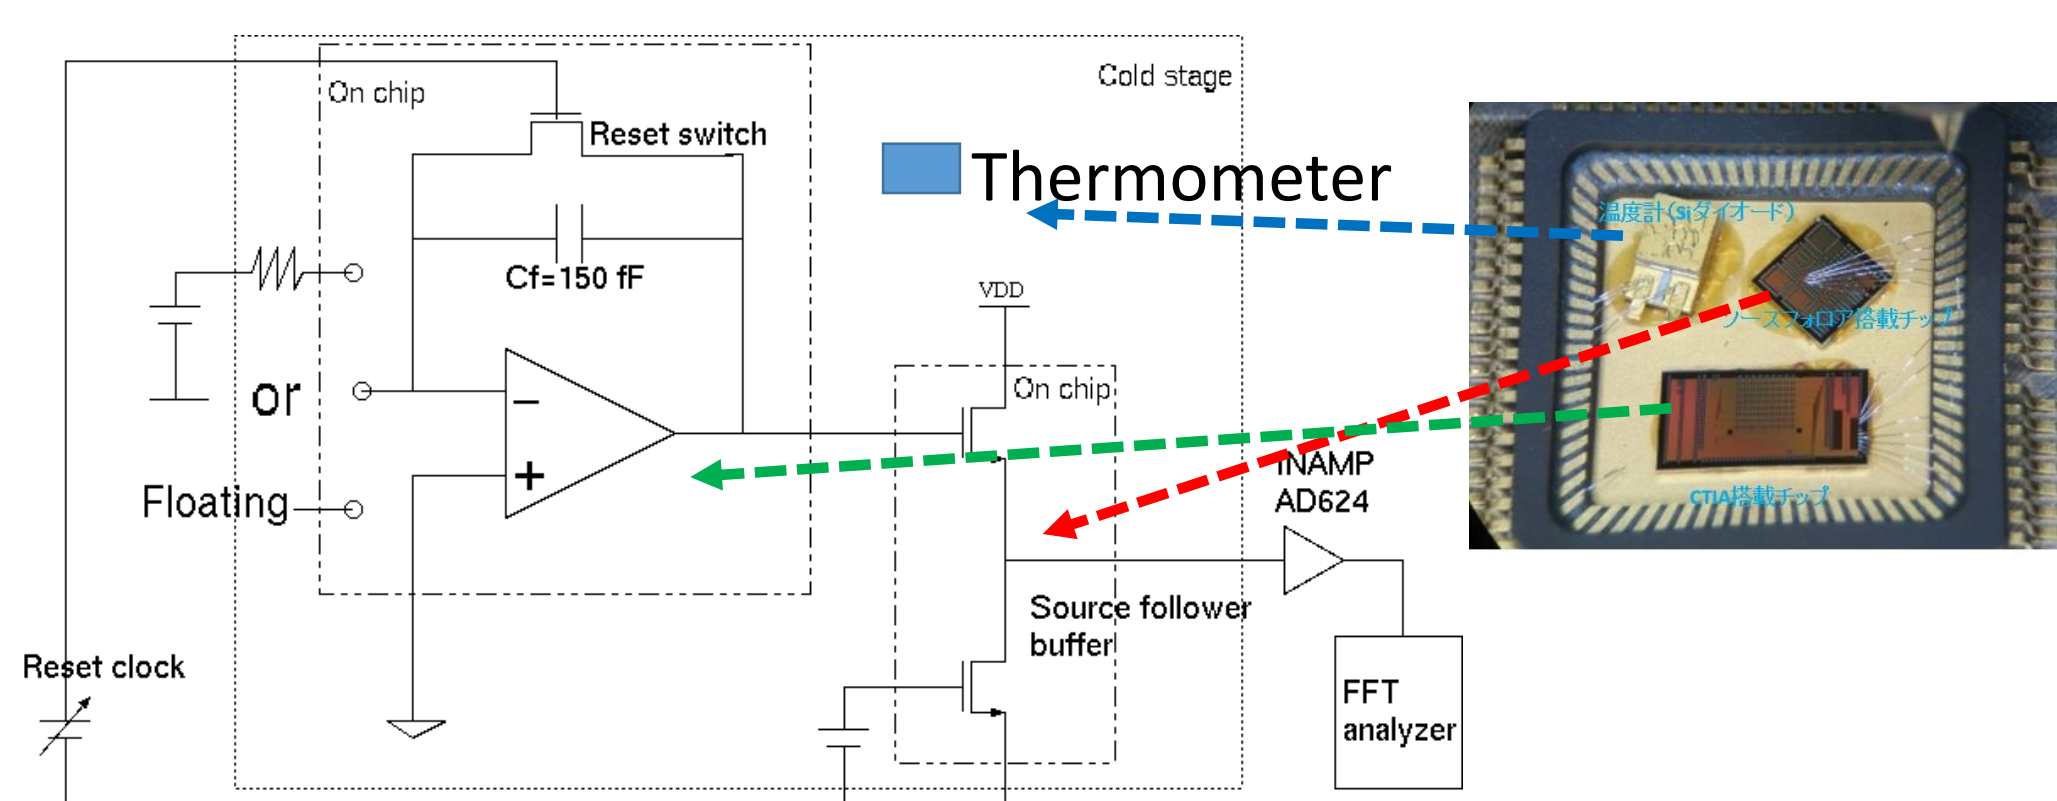 Cold stage
On chip
Reset switch
Thermometer
温度計(Siダイオード)
Cf=150 fF
VDD
ソースフォロア搭載チップ
or
On chip
−
+
INAMP
AD624
Floating
CTIA搭載チップ
Source follower
buffer
Reset clock
FFT
analyzer